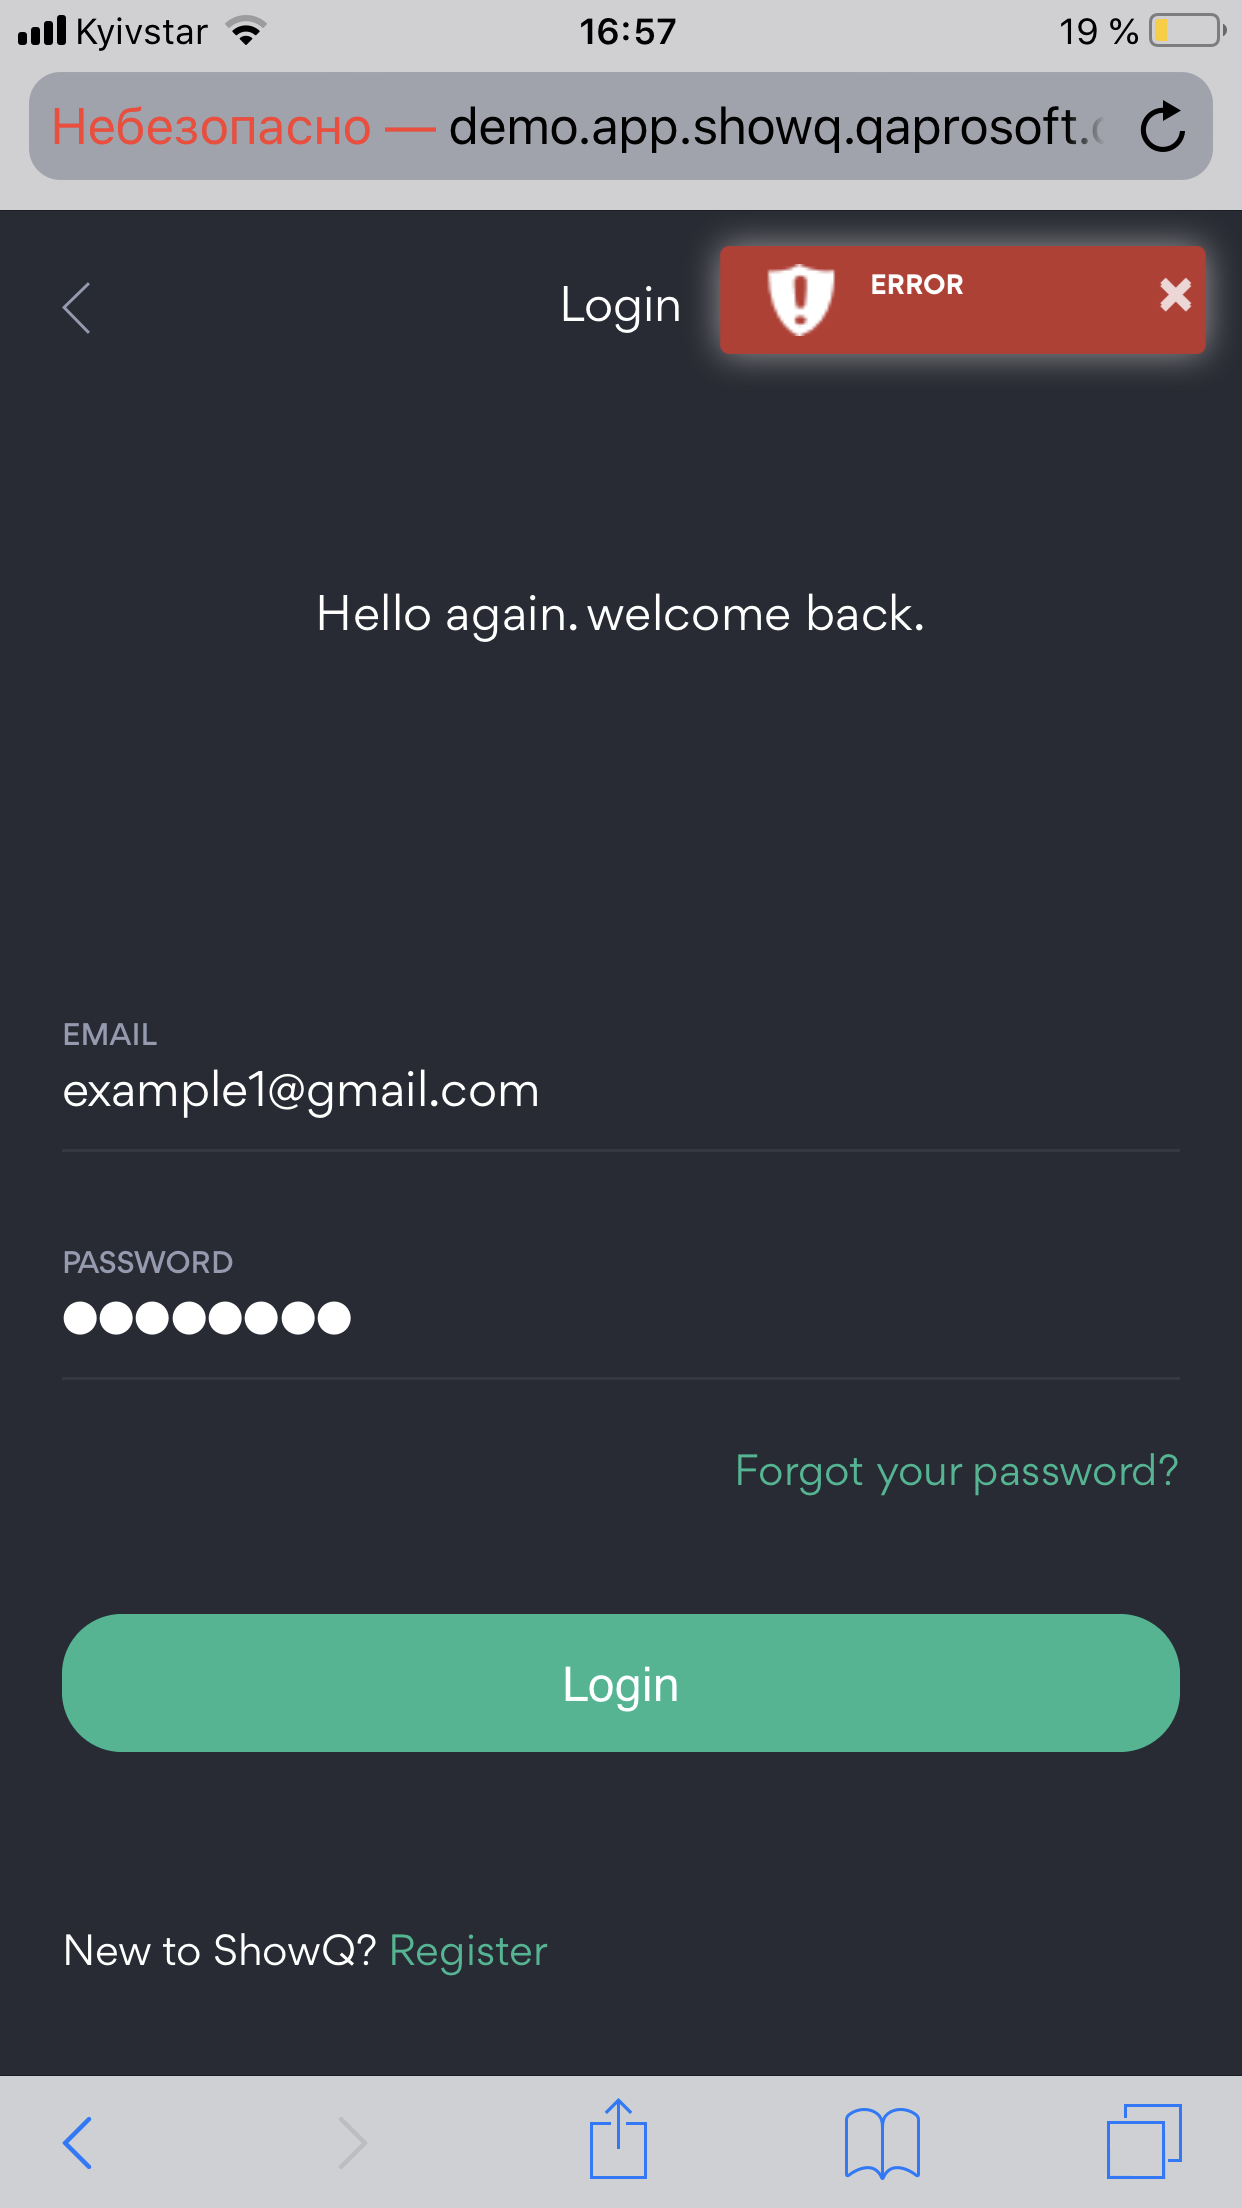 Kyivstar 16:57 19 %
Небезопасно — demo.app.showq.qaprosoft.
Login
ERROR
Hello again. welcome back.
EMAIL
example1@gmail.com
PASSWORD
Forgot your password?
Login
New to ShowQ? Register